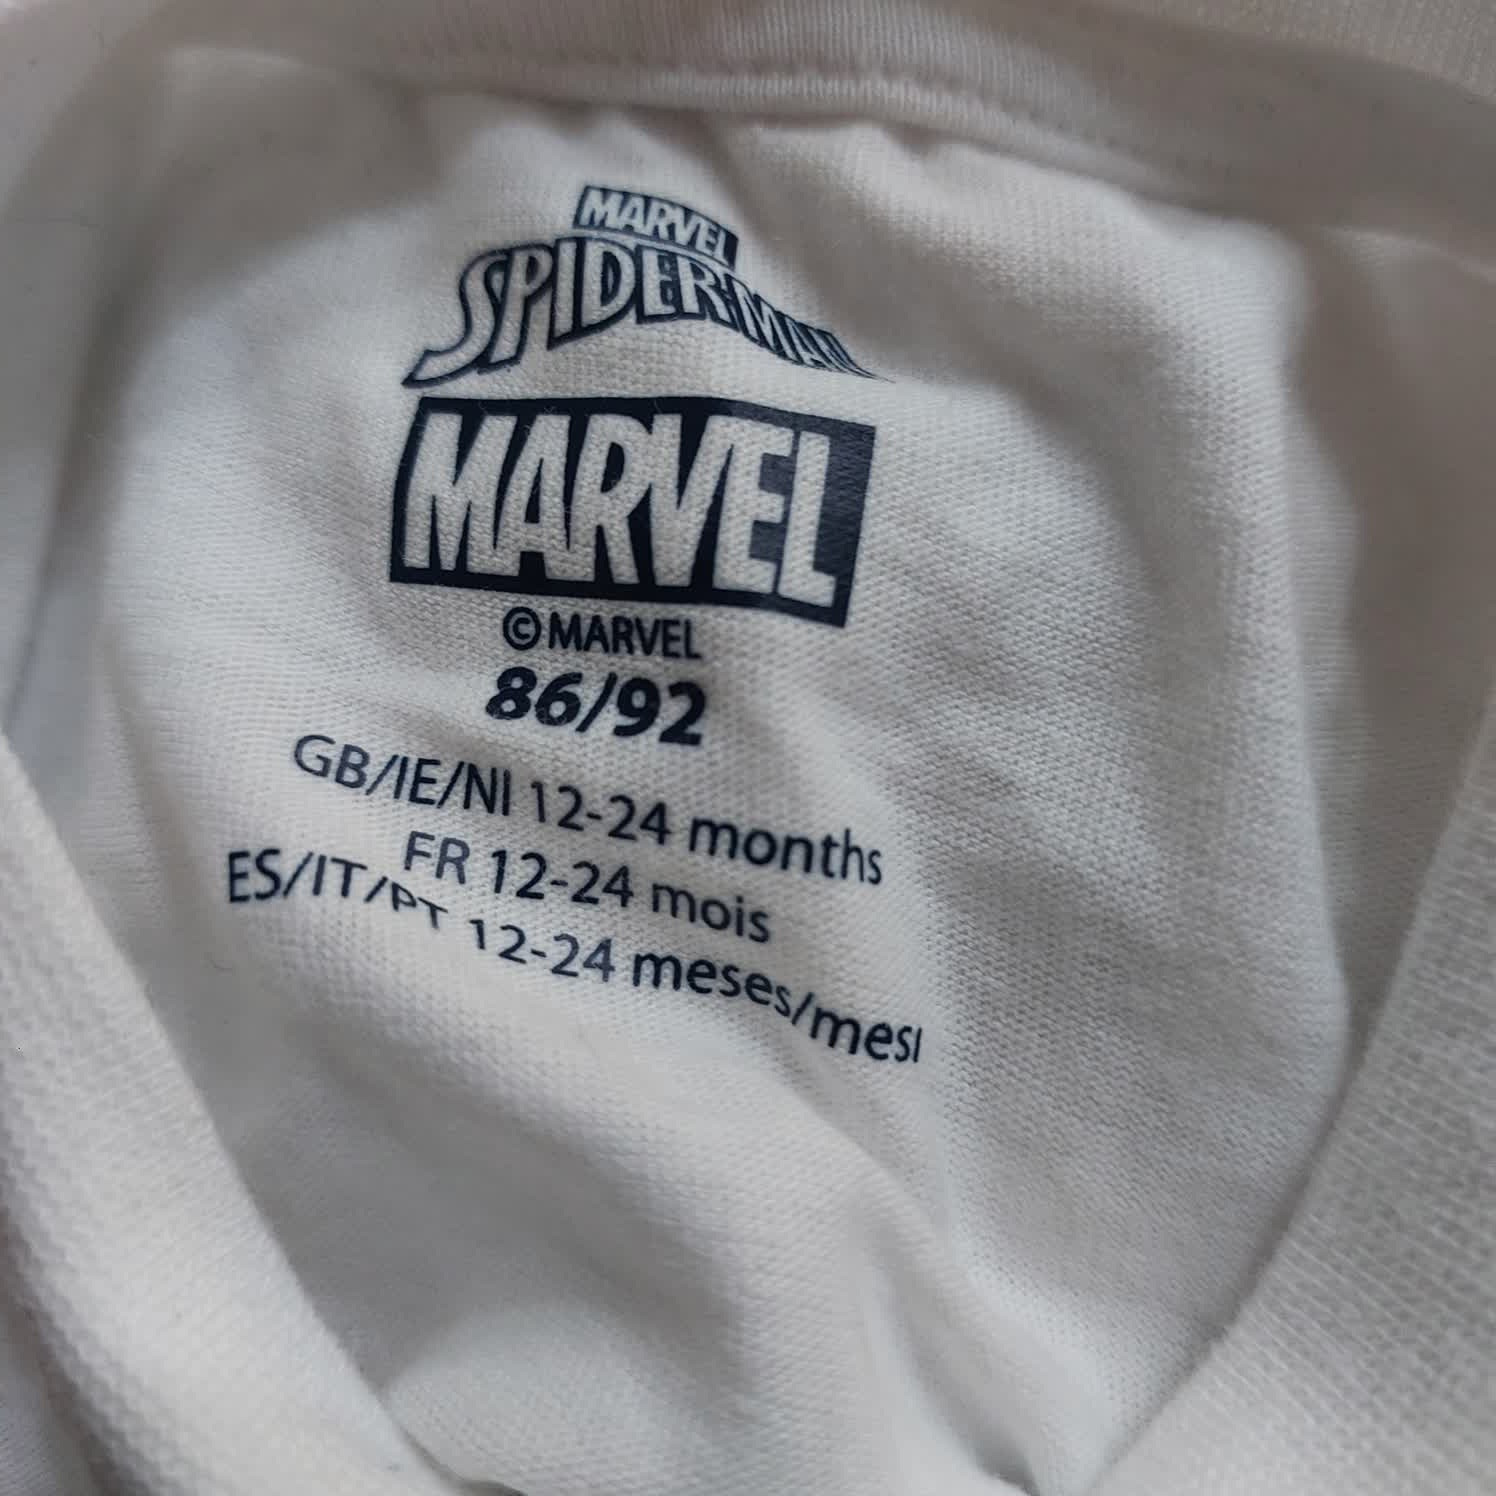 MARVEL
SPIDER-MAN
MARVEL
©MARVEL
86/92
GB/IE/NI 12-24 months
FR 12-24 mois
ES/IT/PT 12-24 meses/mesi